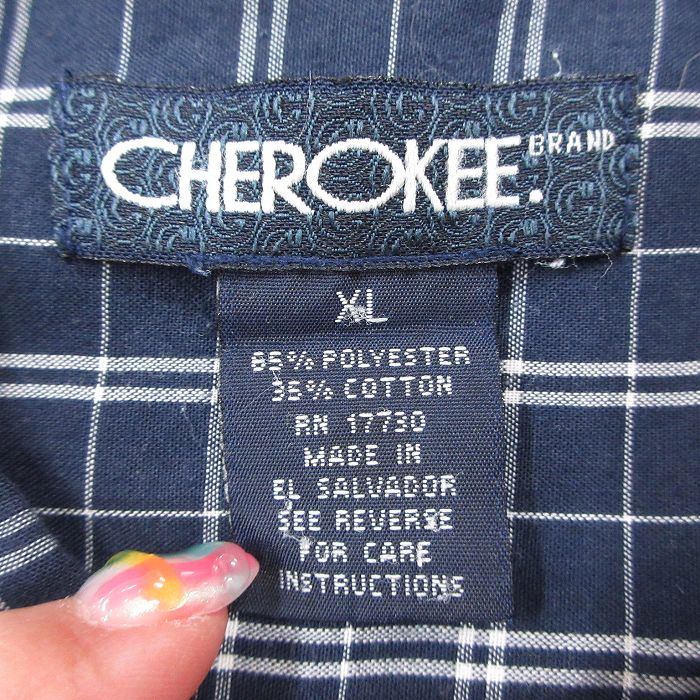 CHEROKEE. BRAND
XL
65% POLYESTER
35% COTTON
RN 17730
MADE IN
EL SALVADOR
SEE REVERSE
FOR CARE
INSTRUCTIONS